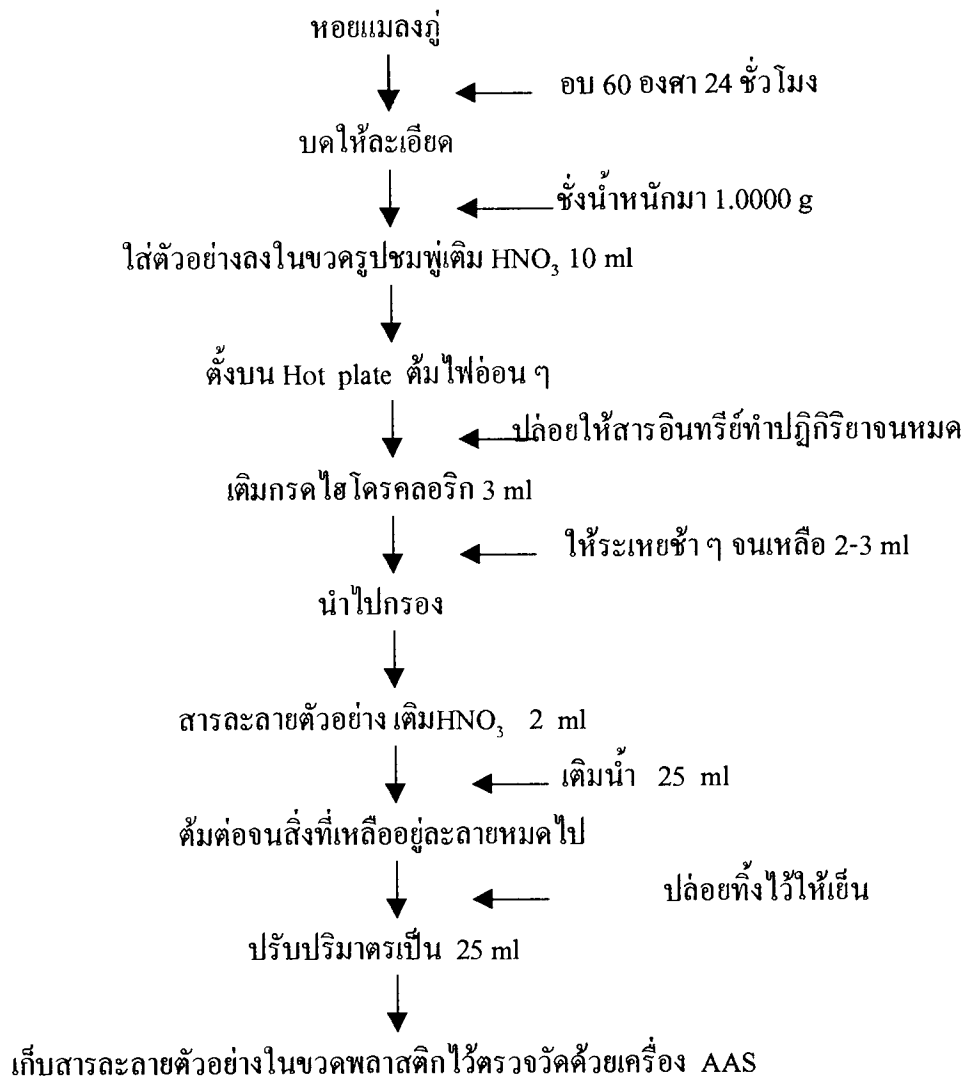 หอยแมลงภู่
อบ 60 องศา 24 ชั่วโมง
บดให้ละเอียด
ชั่งน้ำหนักมา 1.0000 g
ใส่ตัวอย่างลงในขวดรูปชมพู่เติม HNO₃ 10 ml
ตั้งบน Hot plate ต้มไฟอ่อน ๆ
ปล่อยให้สารอินทรีย์ทำปฏิกิริยาจนหมด
เติมกรดไฮโดรคลอริก 3 ml
ให้ระเหยช้า ๆ จนเหลือ 2-3 ml
นำไปกรอง
สารละลายตัวอย่าง เติมHNO₃ 2 ml
เติมน้ำ 25 ml
ต้มต่อจนสิ่งที่เหลืออยู่ละลายหมดไป
ปล่อยทิ้งไว้ให้เย็น
ปรับปริมาตรเป็น 25 ml
เก็บสารละลายตัวอย่างในขวดพลาสติกไว้ตรวจวัดด้วยเครื่อง AAS